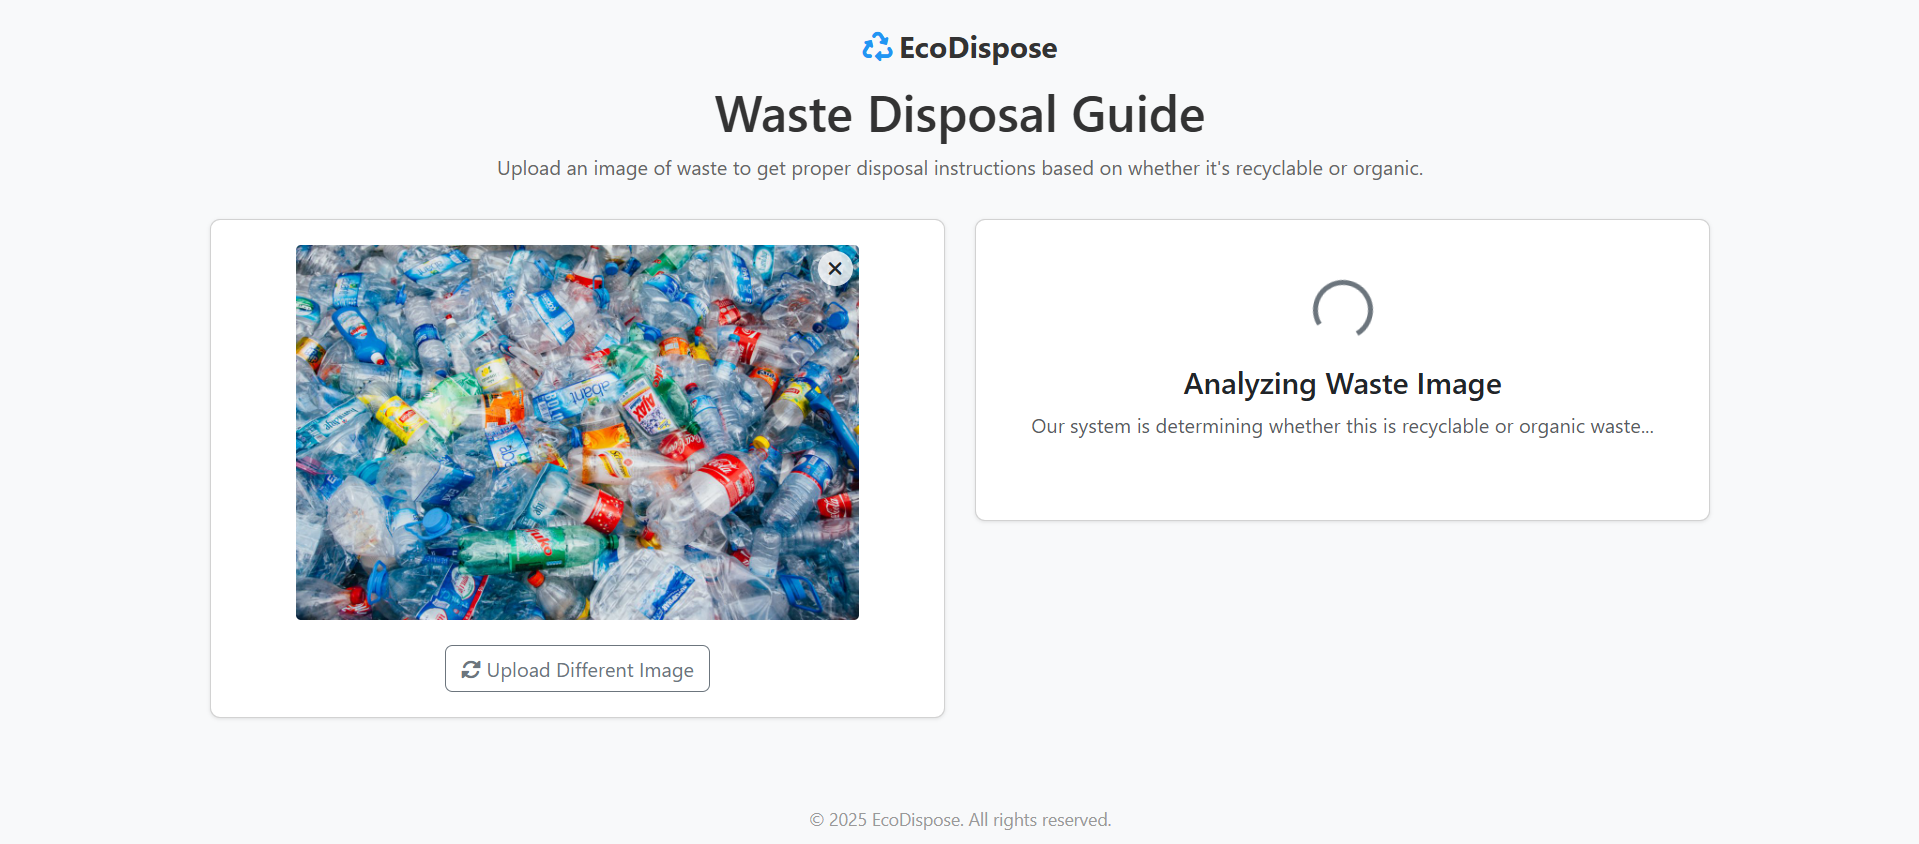 EcoDispose
Waste Disposal Guide
Upload an image of waste to get proper disposal instructions based on whether it's recyclable or organic.
abant
AJAX
Upload Different Image
Analyzing Waste Image
Our system is determining whether this is recyclable or organic waste...
© 2025 EcoDispose. All rights reserved.